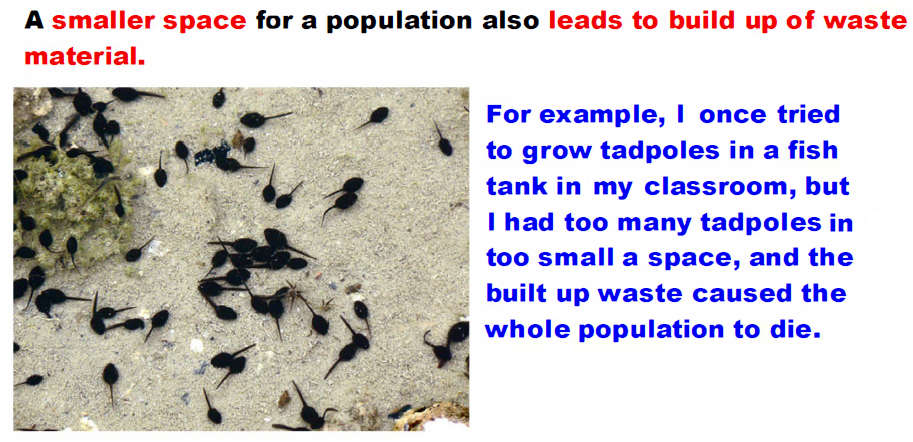 A smaller space for a population also leads to build up of waste
material.
For example, I once tried
to grow tadpoles in a fish
tank in my classroom, but
I had too many tadpoles in
too small a space, and the
built up waste caused the
whole population to die.